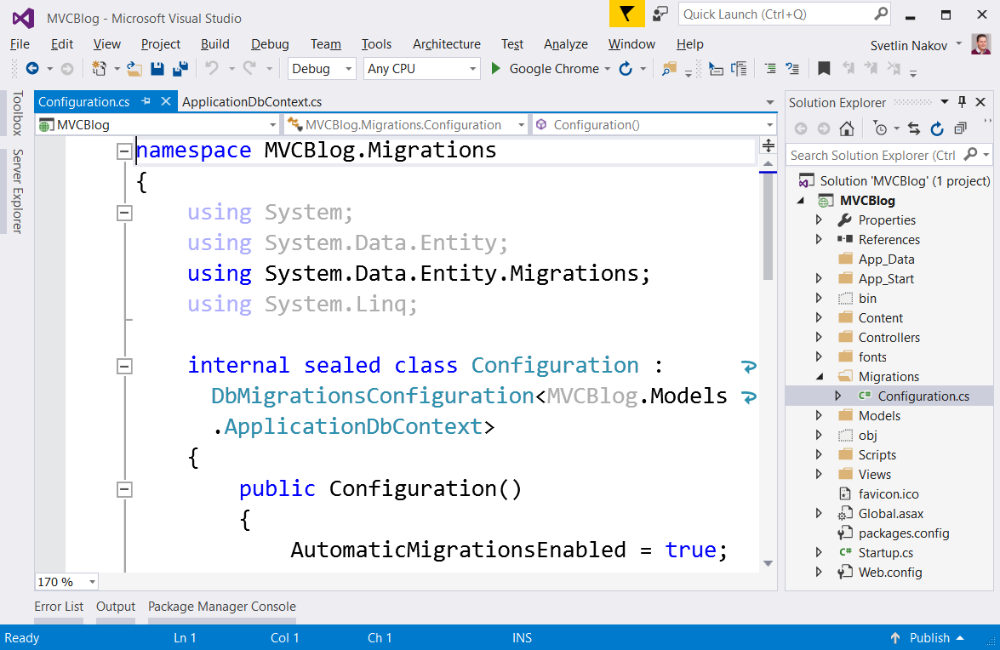 MVCBlog - Microsoft Visual Studio
Quick Launch (Ctrl+Q)
File Edit View Project Build Debug Team Tools Architecture Test Analyze Window Help
Svetlin Nakov
Debug Any CPU Google Chrome
Toolbox
Server Explorer
Configuration.cs ApplicationDbContext.cs
MVCBlog MVCBlog.Migrations.Configuration Configuration()
namespace MVCBlog.Migrations
{
using System;
using System.Data.Entity;
using System.Data.Entity.Migrations;
using System.Linq;
internal sealed class Configuration :
DbMigrationsConfiguration<MVCBlog.Models
.ApplicationDbContext>
{
public Configuration()
{
AutomaticMigrationsEnabled = true;
170 %
Solution Explorer
Search Solution Explorer (Ctrl
Solution 'MVCBlog' (1 project)
MVCBlog
Properties
References
App_Data
App_Start
bin
Content
Controllers
fonts
Migrations
C# Configuration.cs
Models
obj
Scripts
Views
favicon.ico
Global.asax
packages.config
C# Startup.cs
Web.config
Error List Output Package Manager Console
Ready Ln 1 Col 1 Ch 1 INS Publish